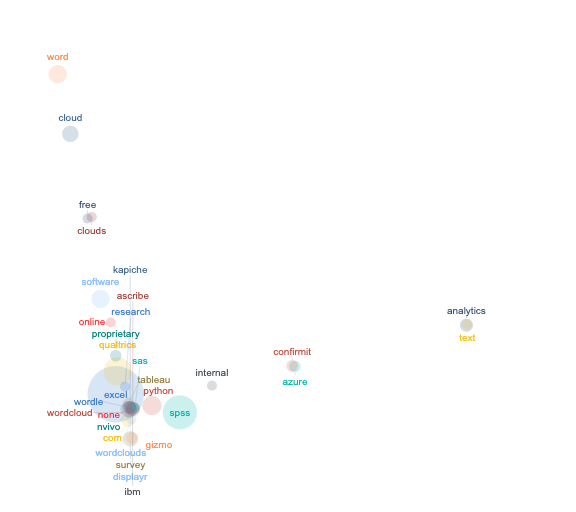 word
cloud
free
clouds
kapiche
software
ascribe
research
analytics
online
proprietary
text
qualtrics
confirmit
sas
internal
tableau
azure
python
excel
wordle
wordcloud
none
spss
nvivo
com
gizmo
wordclouds
survey
displayr
ibm